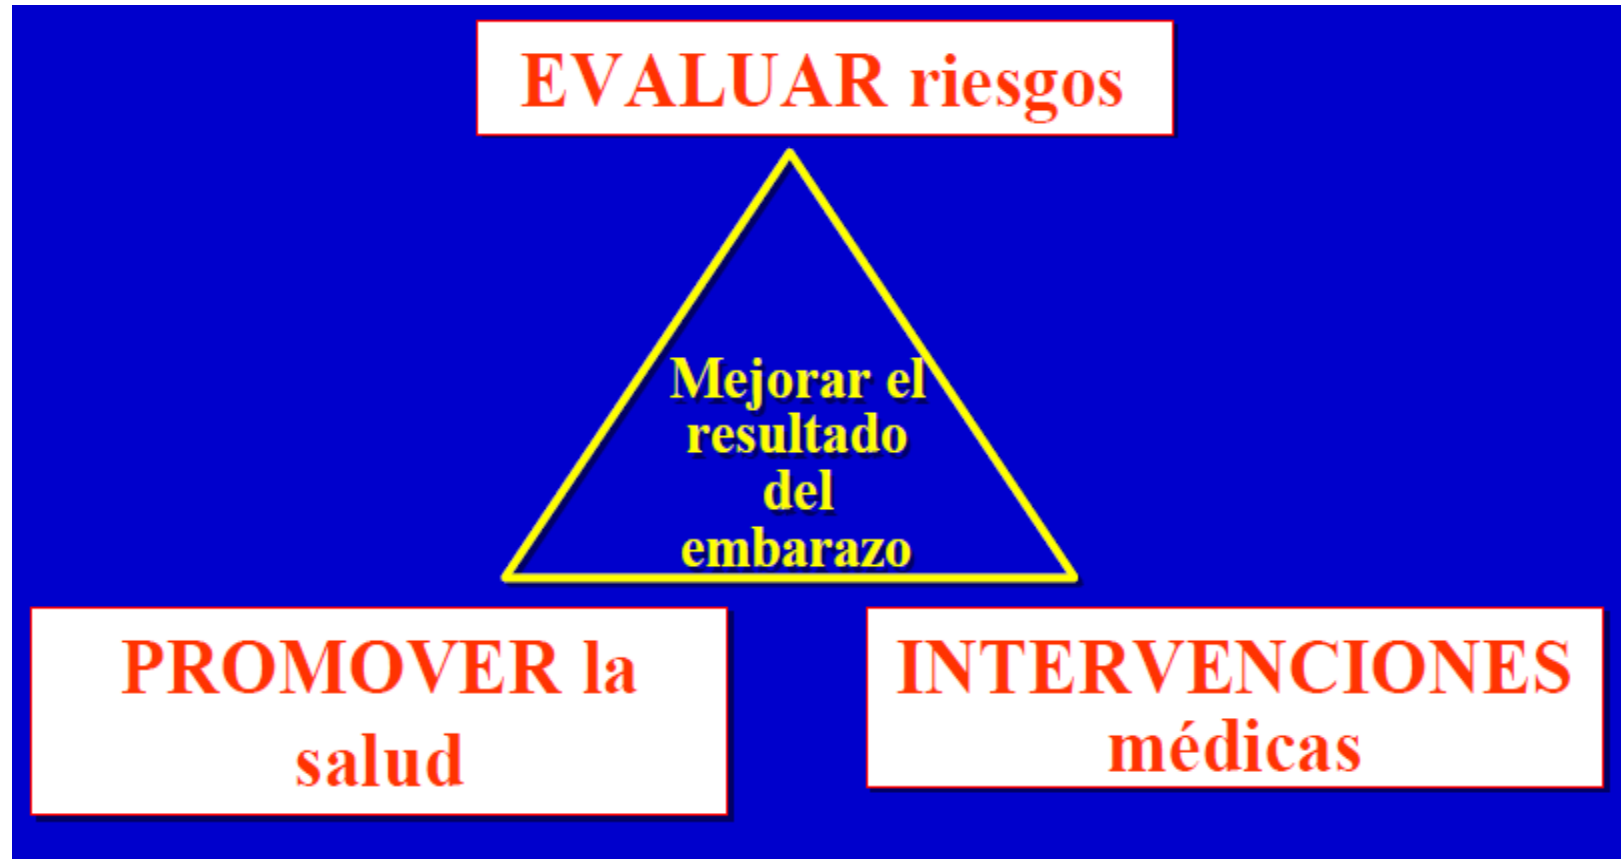 EVALUAR riesgos
Mejorar el
resultado
del
embarazo
PROMOVER la
salud
INTERVENCIONES
médicas